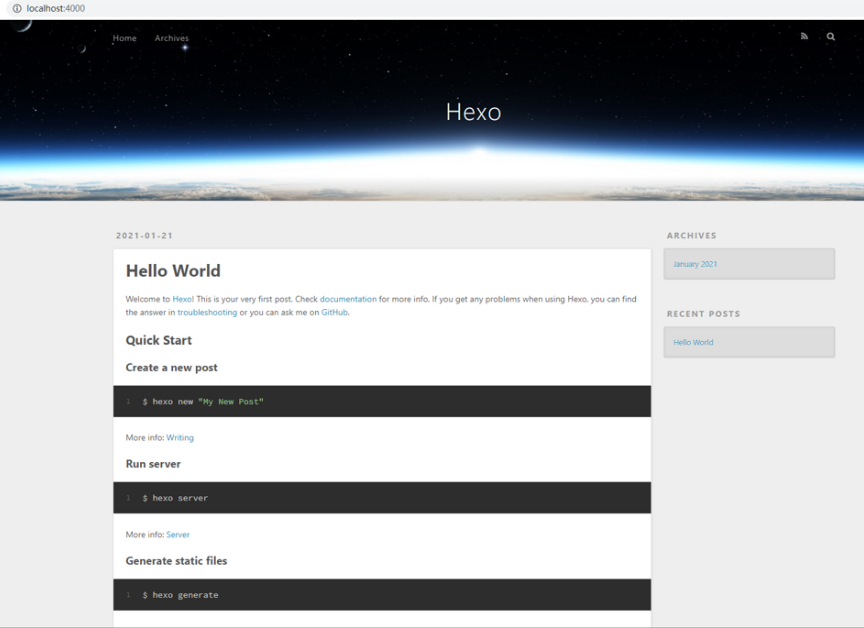 localhost:4000
Home Archives
Hexo
2021-01-21
Hello World
Welcome to Hexo! This is your very first post. Check documentation for more info. If you get any problems when using Hexo, you can find
the answer in troubleshooting or you can ask me on GitHub.
Quick Start
Create a new post
1 $ hexo new "My New Post"
More info: Writing
Run server
1 $ hexo server
More info: Server
Generate static files
1 $ hexo generate
ARCHIVES
January 2021
RECENT POSTS
Hello World